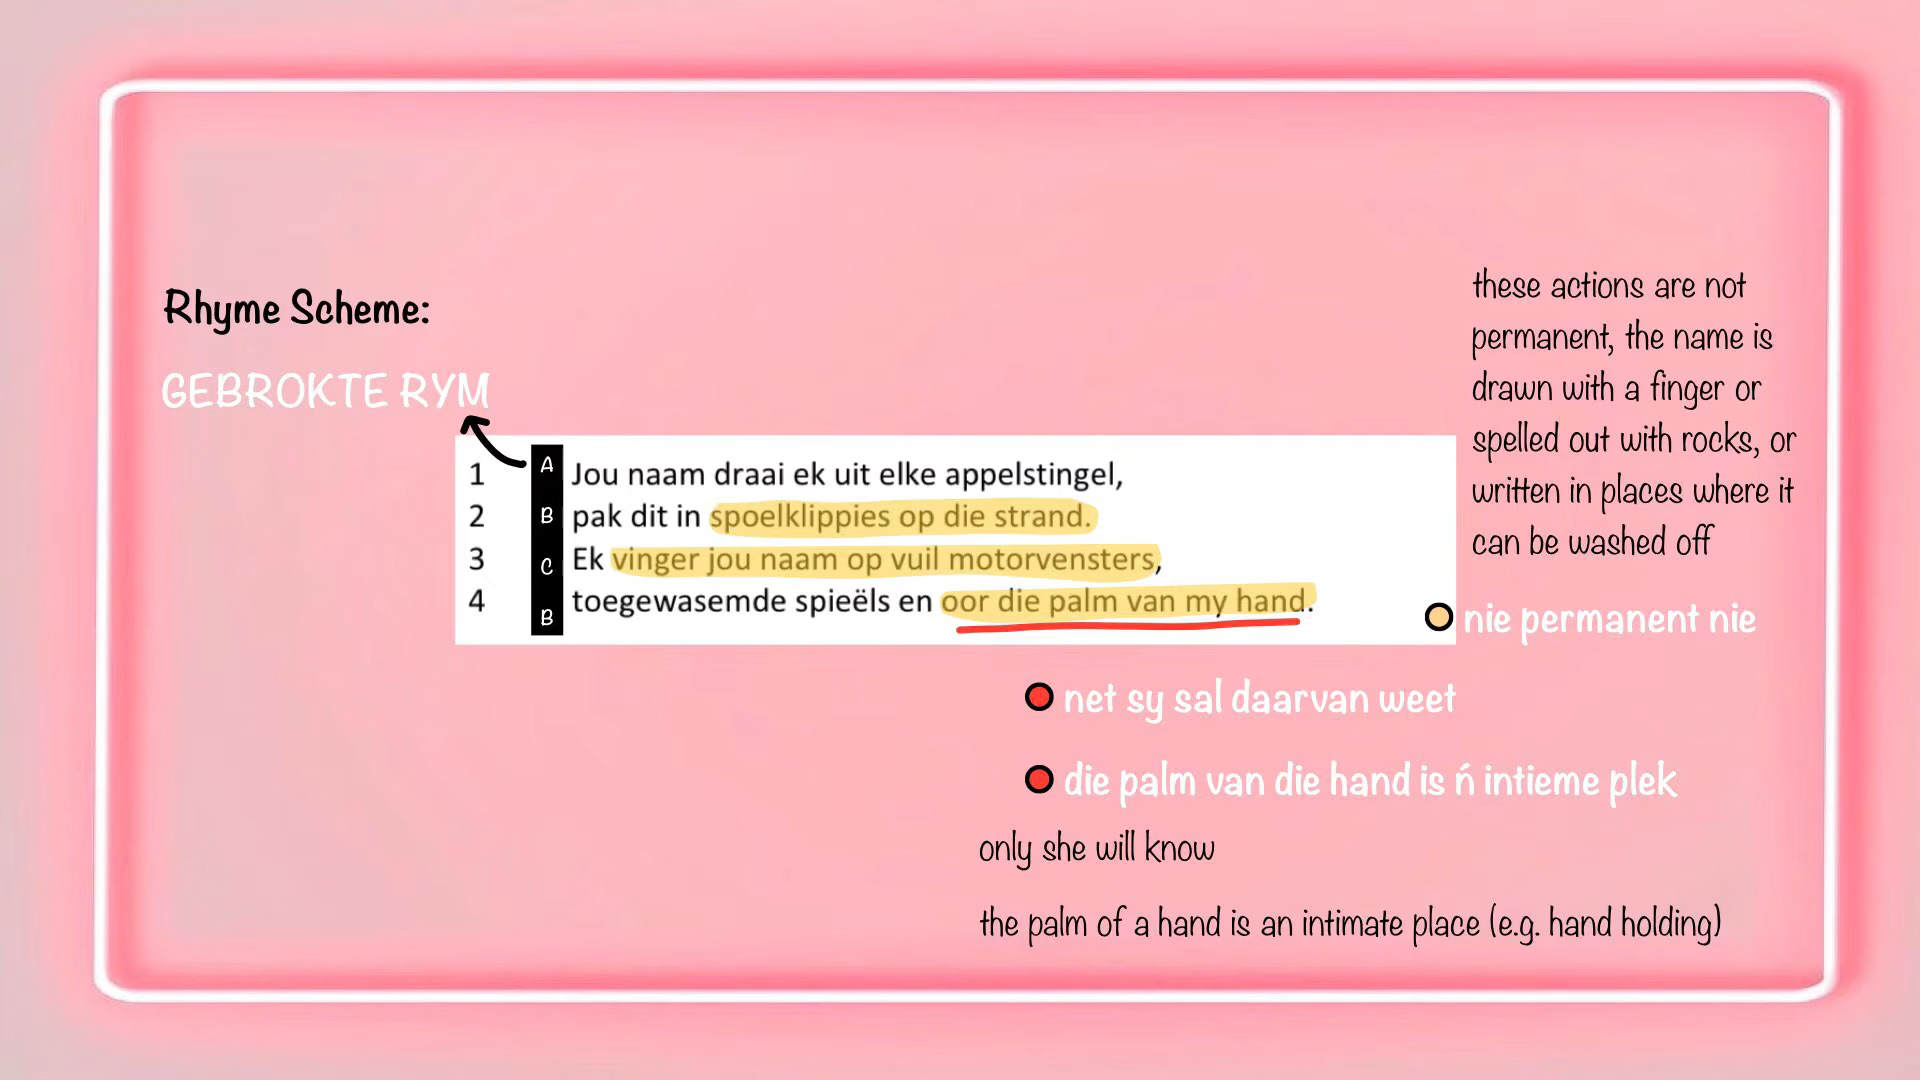 Rhyme Scheme:
GEBROKTE RYM
1 A Jou naam draai ek uit elke appelstingel,
2 B pak dit in spoelklippies op die strand.
3 C Ek vinger jou naam op vuil motorvensters,
4 B toegewasemde spieëls en oor die palm van my hand.
these actions are not
permanent, the name is
drawn with a finger or
spelled out with rocks, or
written in places where it
can be washed off
nie permanent nie
net sy sal daarvan weet
die palm van die hand is ń intieme plek
only she will know
the palm of a hand is an intimate place (e.g. hand holding)